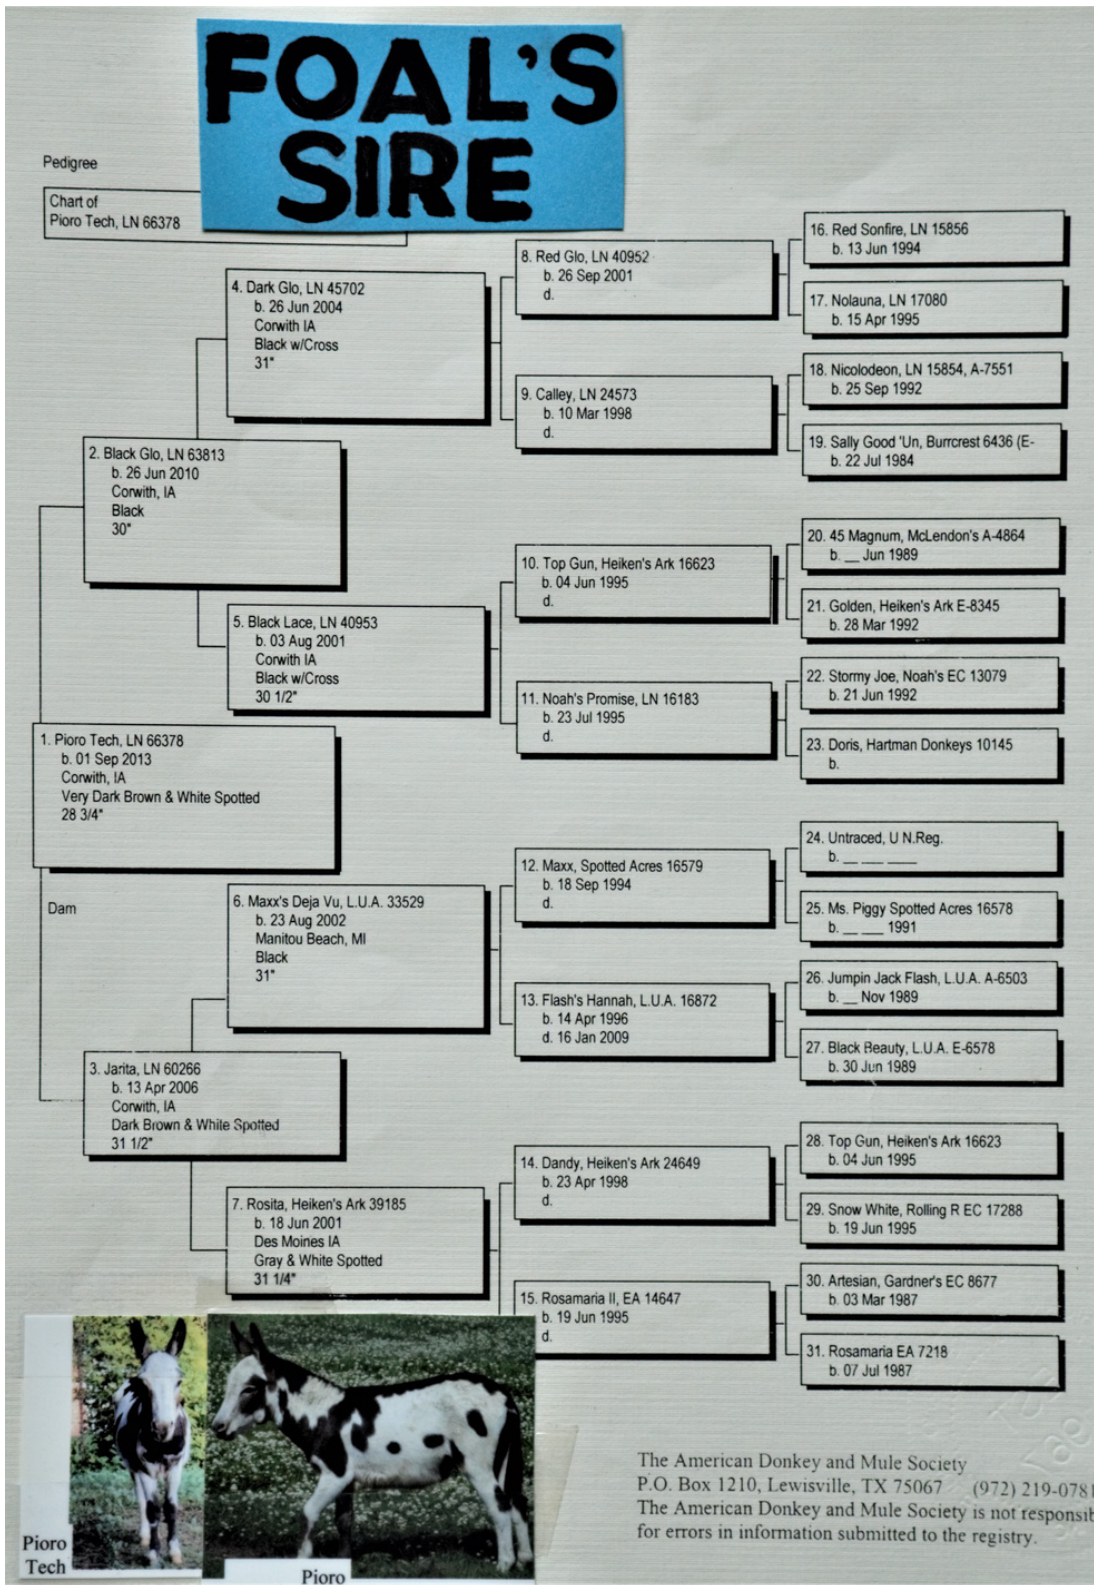 FOAL'S
SIRE
Pedigree
Chart of
Pioro Tech, LN 66378
16. Red Sonfire, LN 15856
b. 13 Jun 1994
8. Red Glo, LN 40952
b. 26 Sep 2001
d.
17. Nolauna, LN 17080
b. 15 Apr 1995
4. Dark Glo, LN 45702
b. 26 Jun 2004
Corwith IA
Black w/Cross
31"
18. Nicolodeon, LN 15854, A-7551
b. 25 Sep 1992
9. Calley, LN 24573
b. 10 Mar 1998
d.
19. Sally Good 'Un, Burrcrest 6436 (E-
b. 22 Jul 1984
2. Black Glo, LN 63813
b. 26 Jun 2010
Corwith, IA
Black
30"
20. 45 Magnum, McLendon's A-4864
b. __ Jun 1989
10. Top Gun, Heiken's Ark 16623
b. 04 Jun 1995
d.
21. Golden, Heiken's Ark E-8345
b. 28 Mar 1992
5. Black Lace, LN 40953
b. 03 Aug 2001
Corwith IA
Black w/Cross
30 1/2"
22. Stormy Joe, Noah's EC 13079
b. 21 Jun 1992
11. Noah's Promise, LN 16183
b. 23 Jul 1995
d.
23. Doris, Hartman Donkeys 10145
b.
1. Pioro Tech, LN 66378
b. 01 Sep 2013
Corwith, IA
Very Dark Brown & White Spotted
28 3/4"
24. Untraced, U N.Reg.
b. __ ___ ____
12. Maxx, Spotted Acres 16579
b. 18 Sep 1994
d.
25. Ms. Piggy Spotted Acres 16578
b. __ ___ 1991
Dam
6. Maxx's Deja Vu, L.U.A. 33529
b. 23 Aug 2002
Manitou Beach, MI
Black
31"
26. Jumpin Jack Flash, L.U.A. A-6503
b. __ Nov 1989
13. Flash's Hannah, L.U.A. 16872
b. 14 Apr 1996
d. 16 Jan 2009
27. Black Beauty, L.U.A. E-6578
b. 30 Jun 1989
3. Jarita, LN 60266
b. 13 Apr 2006
Corwith, IA
Dark Brown & White Spotted
31 1/2"
28. Top Gun, Heiken's Ark 16623
b. 04 Jun 1995
14. Dandy, Heiken's Ark 24649
b. 23 Apr 1998
d.
29. Snow White, Rolling R EC 17288
b. 19 Jun 1995
7. Rosita, Heiken's Ark 39185
b. 18 Jun 2001
Des Moines IA
Gray & White Spotted
31 1/4"
30. Artesian, Gardner's EC 8677
b. 03 Mar 1987
15. Rosamaria II, EA 14647
b. 19 Jun 1995
d.
31. Rosamaria EA 7218
b. 07 Jul 1987
The American Donkey and Mule Society
P.O. Box 1210, Lewisville, TX 75067 (972) 219-0781
The American Donkey and Mule Society is not responsib
for errors in information submitted to the registry.
Pioro
Tech
Pioro